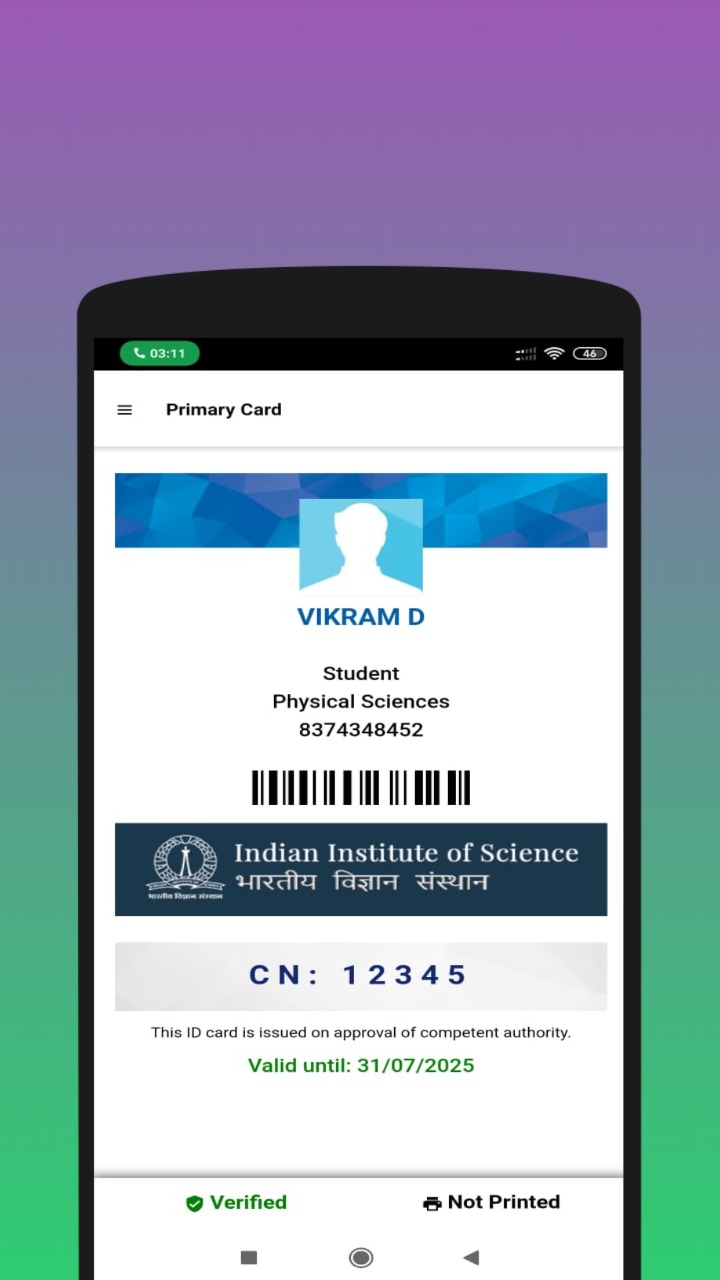 03:11
46
Primary Card
VIKRAM D
Student
Physical Sciences
8374348452
Indian Institute of Science
भारतीय विज्ञान संस्थान
भारतीय विज्ञान संस्थान
CN: 12345
This ID card is issued on approval of competent authority.
Valid until: 31/07/2025
Verified
Not Printed